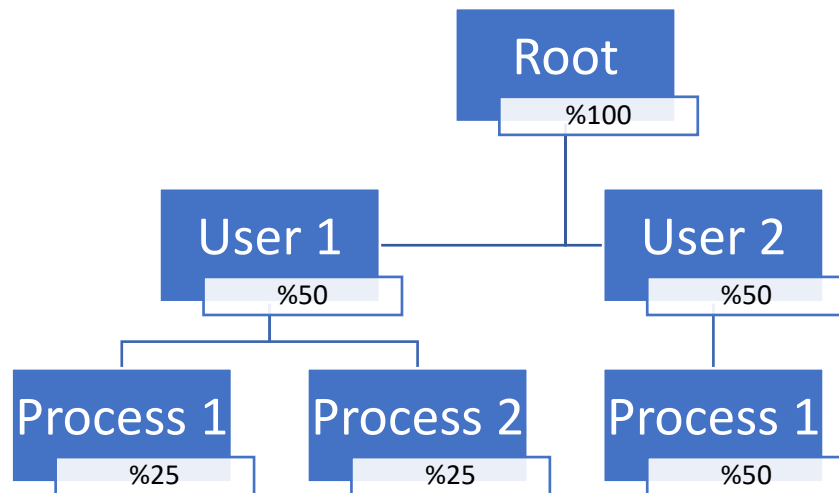 Root
%100
User 1
%50
User 2
%50
Process 1
%25
Process 2
%25
Process 1
%50